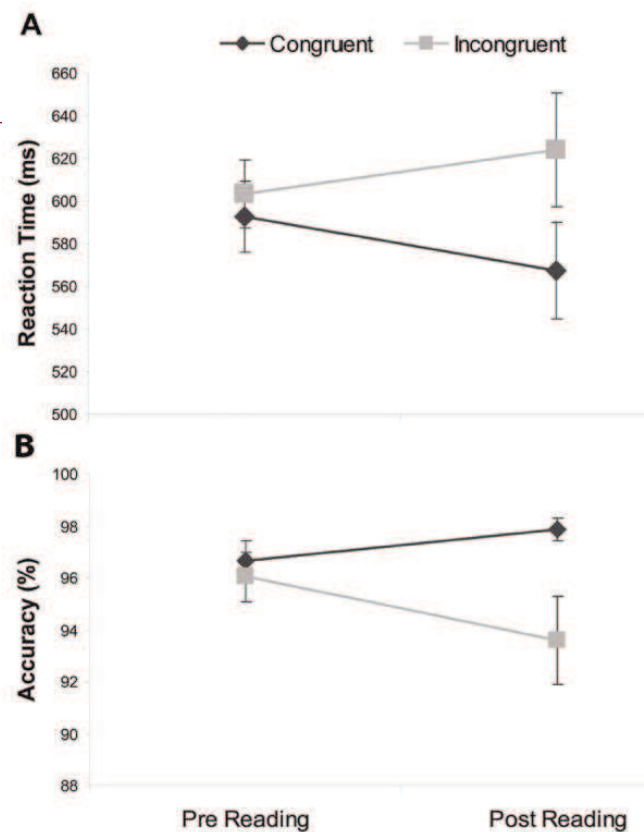 A
Congruent Incongruent
Reaction Time (ms)
660
640
620
600
580
560
540
520
500
B
Accuracy (%)
100
98
96
94
92
90
88
Pre Reading Post Reading